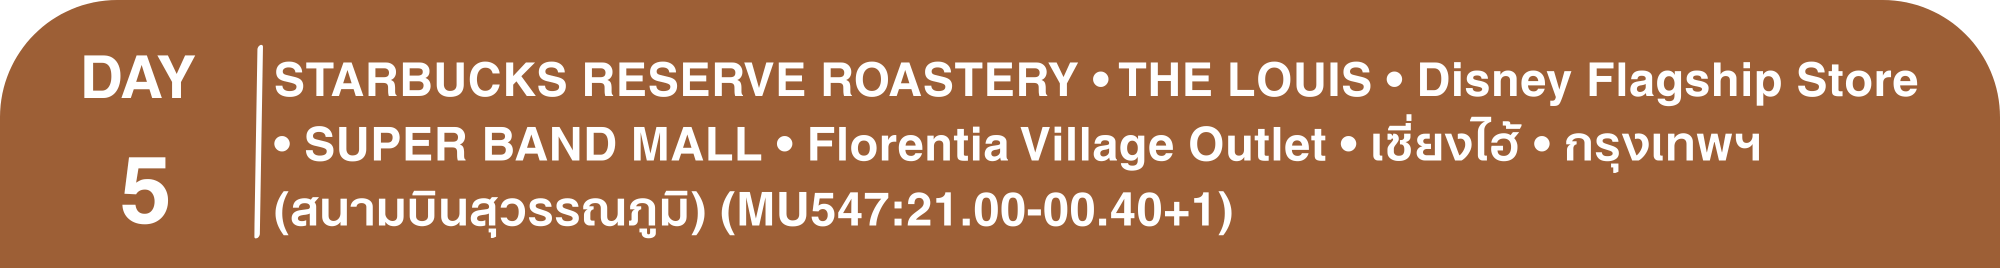 DAY
5
STARBUCKS RESERVE ROASTERY • THE LOUIS • Disney Flagship Store
• SUPER BAND MALL • Florentia Village Outlet • เซี่ยงไฮ้ • กรุงเทพฯ
(สนามบินสุวรรณภูมิ) (MU547:21.00-00.40+1)